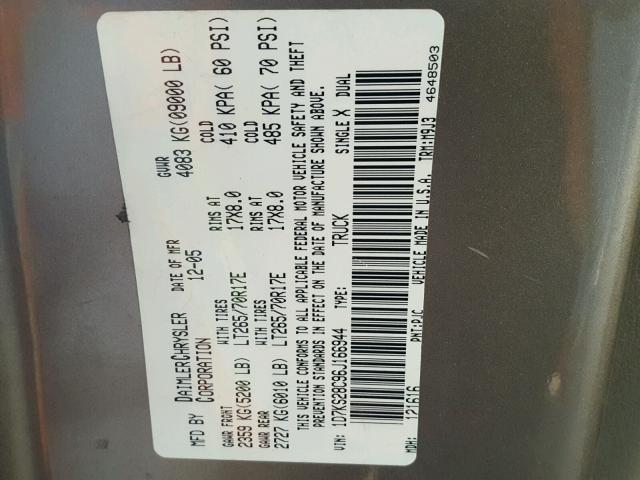 MFD BY DAIMLERCHRYSLER CORPORATION DATE OF MFR 12-05 GVWR 4083 KG(09000 LB)
GAWR FRONT WITH TIRES RIMS AT COLD
2359 KG(5200 LB) LT265/70R17E 17X8.0 410 KPA( 60 PSI)
GAWR REAR WITH TIRES RIMS AT COLD
2727 KG(6010 LB) LT265/70R17E 17X8.0 485 KPA( 70 PSI)
THIS VEHICLE CONFORMS TO ALL APPLICABLE FEDERAL MOTOR VEHICLE SAFETY AND THEFT
PREVENTION STANDARDS IN EFFECT ON THE DATE OF MANUFACTURE SHOWN ABOVE.
VIN: 1D7KS28C96J166944 TYPE: TRUCK SINGLE X DUAL
MDH: 121616 PNT:PJC VEHICLE MADE IN U.S.A. TRM:M9J3 4648503